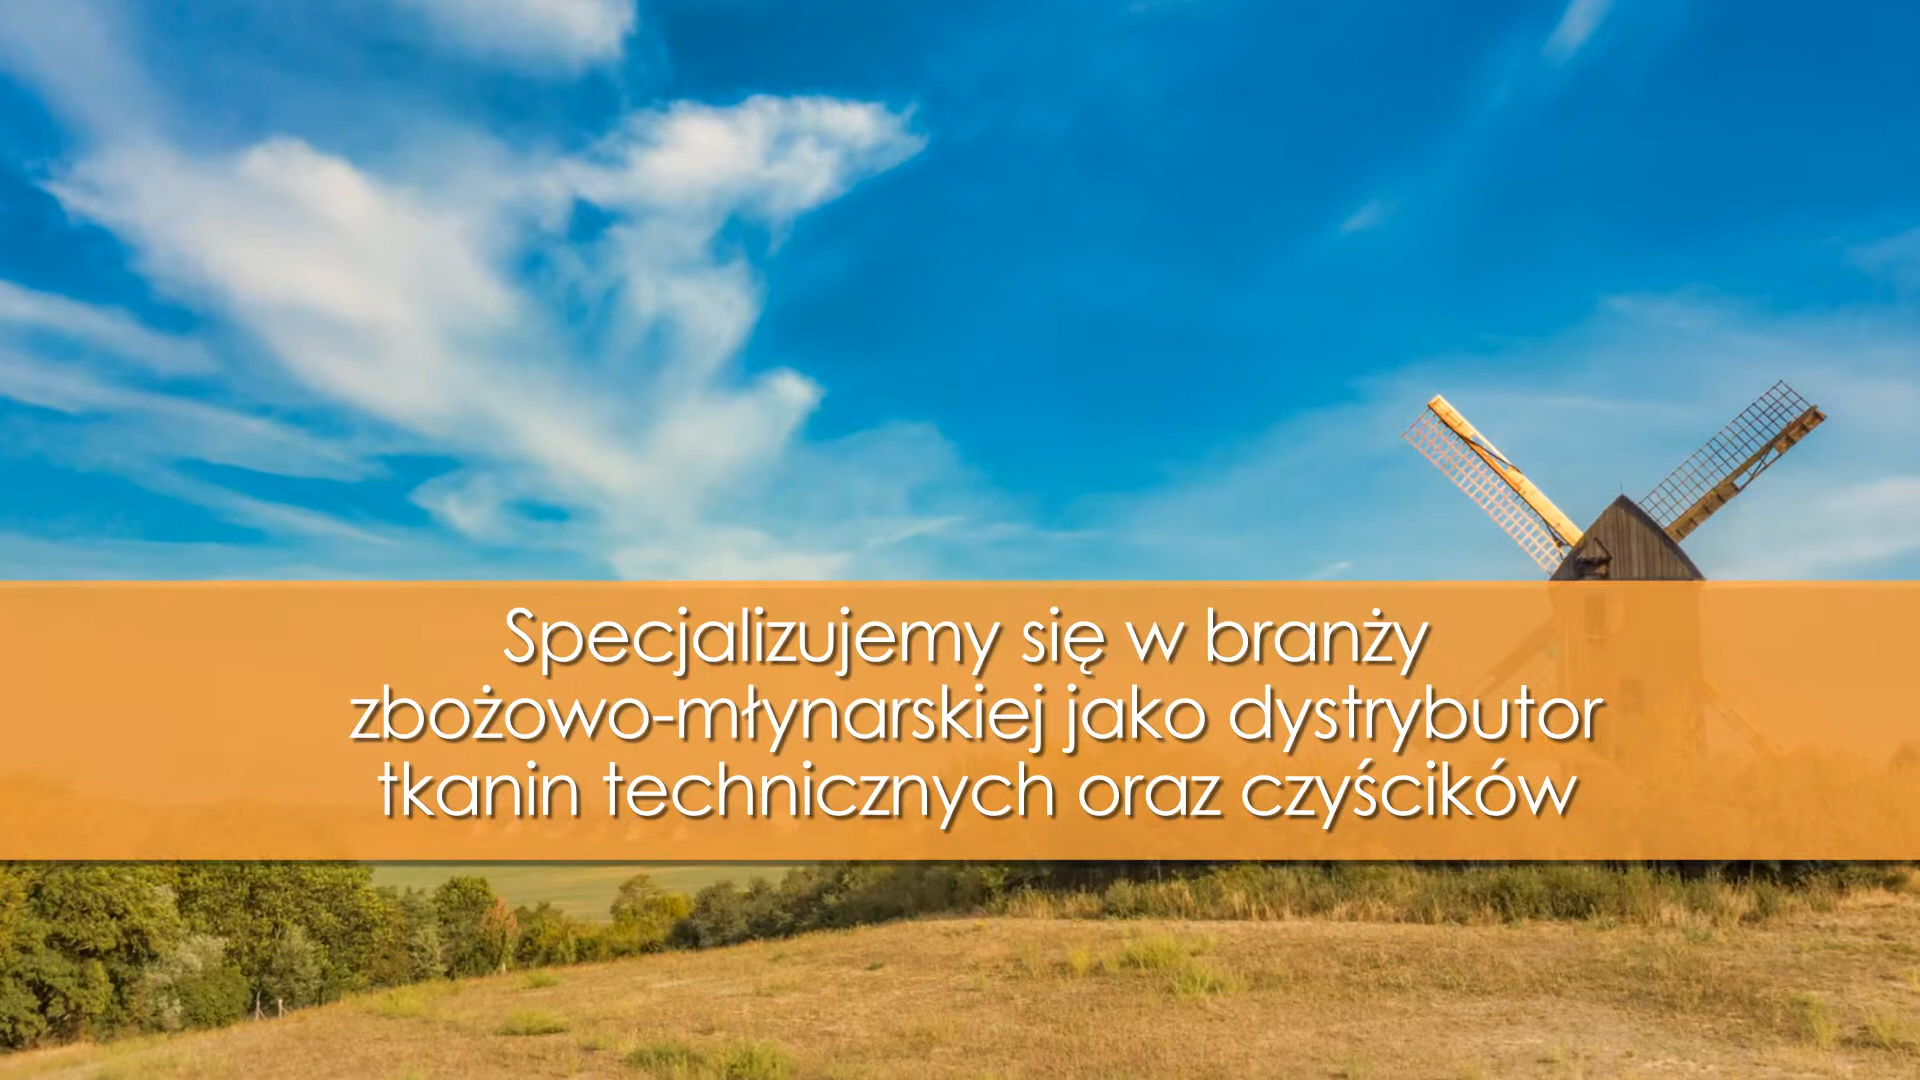 Specjalizujemy się w branży
zbożowo-młynarskiej jako dystrybutor
tkanin technicznych oraz czyścików